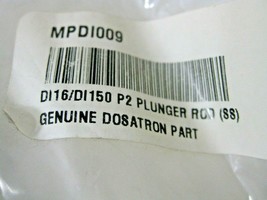 MPDI009
DI16/DI150 P2 PLUNGER ROD (SS)
GENUINE DOSATRON PART